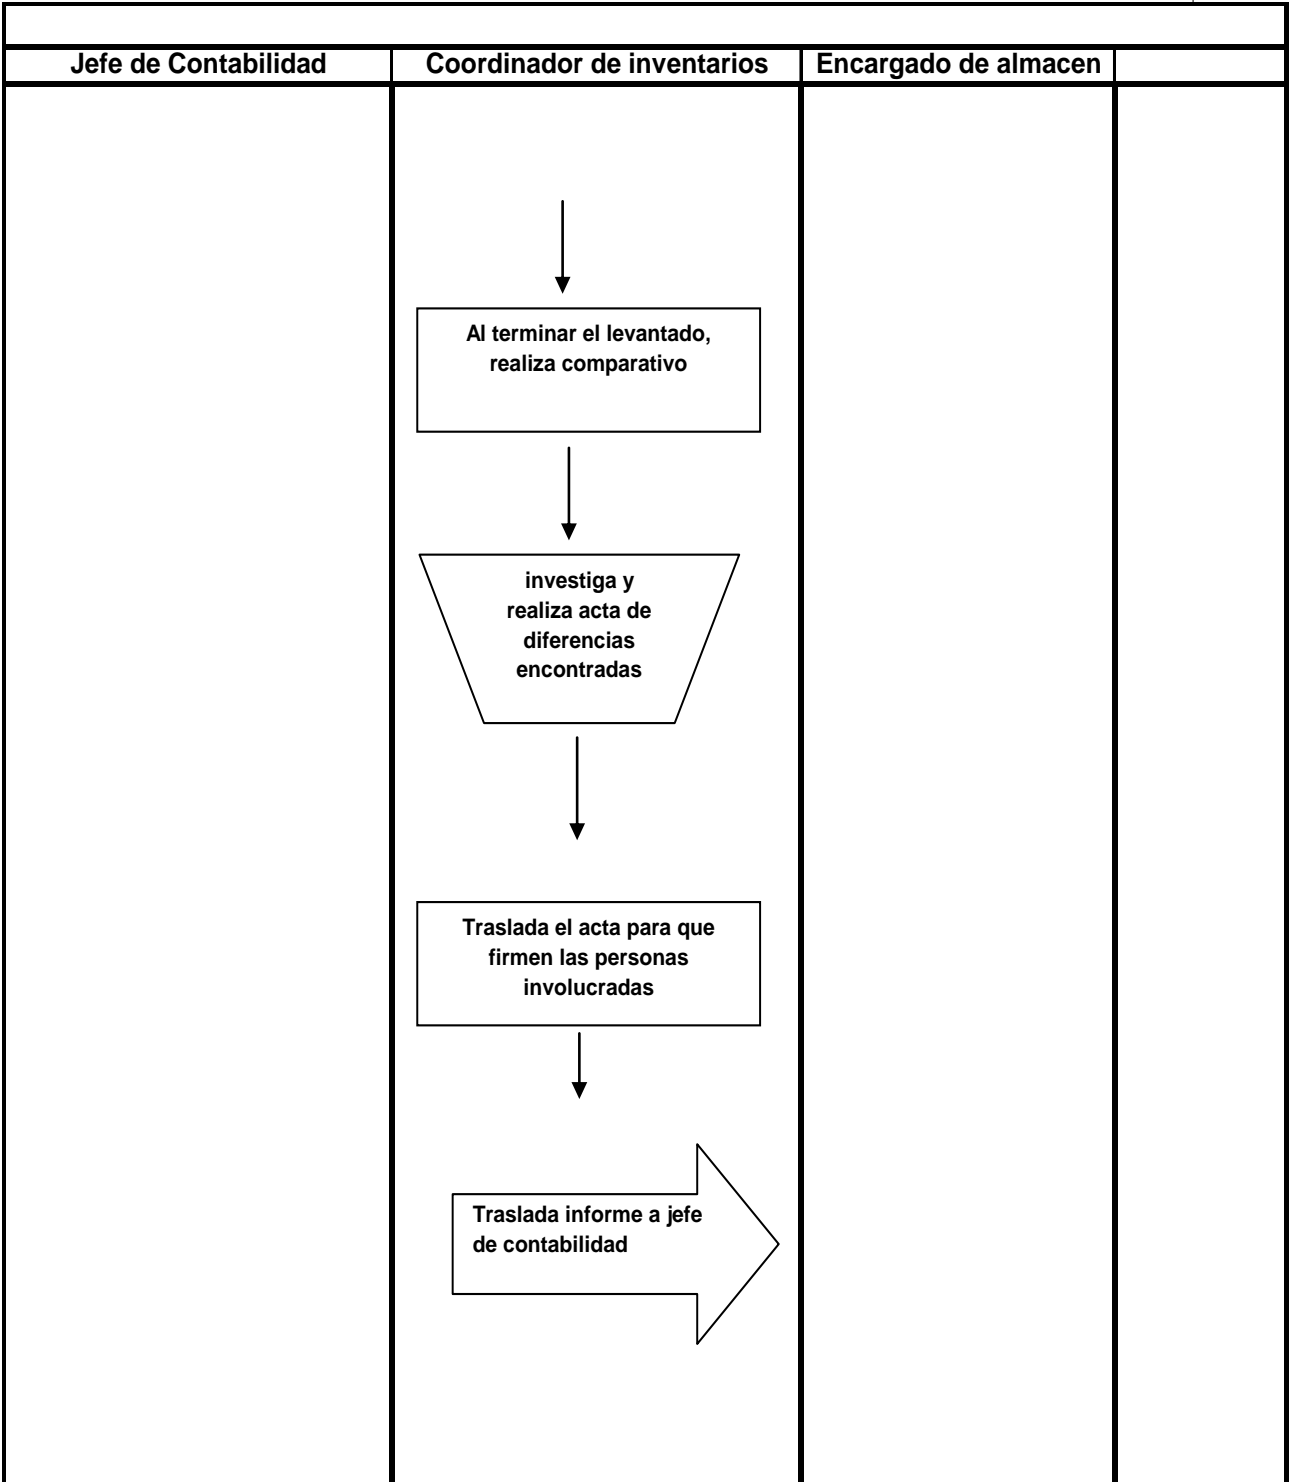 Jefe de Contabilidad
Coordinador de inventarios
Encargado de almacen
Al terminar el levantado,
realiza comparativo
investiga y
realiza acta de
diferencias
encontradas
Traslada el acta para que
firmen las personas
involucradas
Traslada informe a jefe
de contabilidad